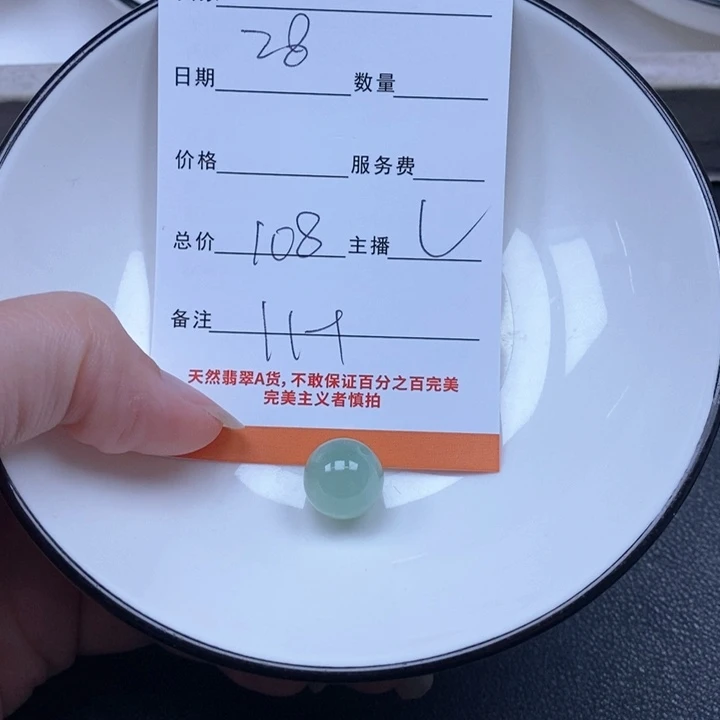 28
日期 数量
价格 服务费
总价 108 主播
备注
天然翡翠A货,不敢保证百分之百完美
完美主义者慎拍